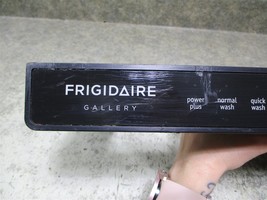 FRIGIDAIRE
GALLERY
power normal quick
plus wash wash